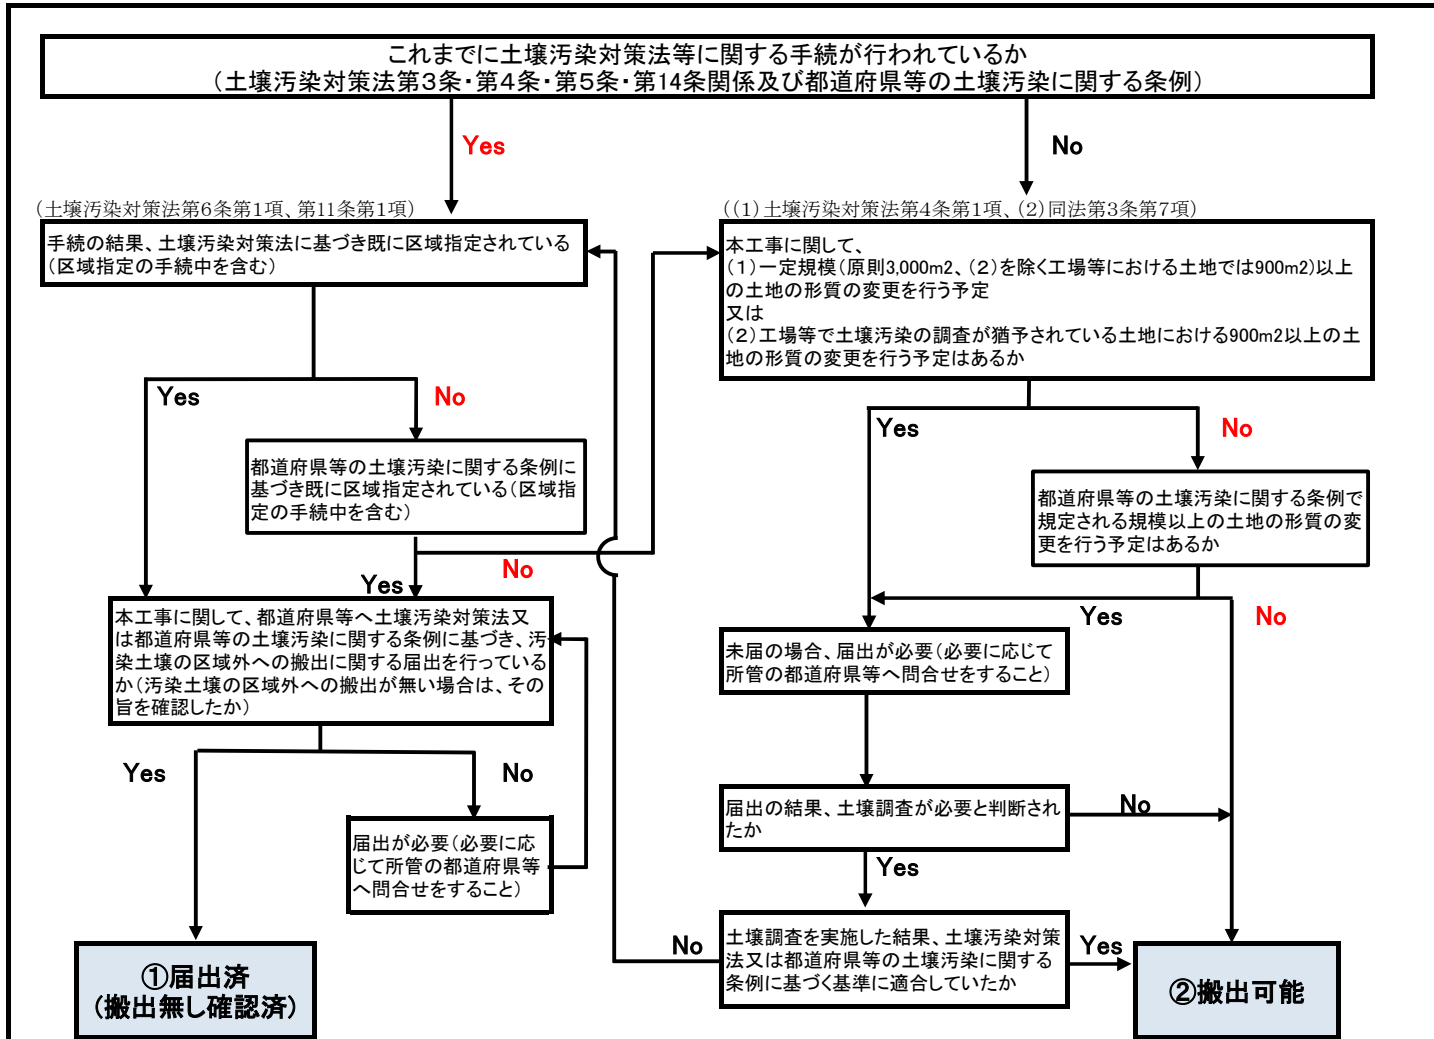 これまでに土壌汚染対策法等に関する手続が行われているか
（土壌汚染対策法第３条・第４条・第５条・第14条関係及び都道府県等の土壌汚染に関する条例）
Yes
No
（土壌汚染対策法第６条第１項、第11条第１項）
手続の結果、土壌汚染対策法に基づき既に区域指定されている
（区域指定の手続中を含む）
（(１）土壌汚染対策法第４条第１項、（２）同法第３条第７項）
本工事に関して、
（１）一定規模（原則3,000m2、（２）を除く工場等における土地では900m2）以上
の土地の形質の変更を行う予定
又は
（２）工場等で土壌汚染の調査が猶予されている土地における900m2以上の土
地の形質の変更を行う予定はあるか
Yes
No
都道府県等の土壌汚染に関する条例に
基づき既に区域指定されている（区域指
定の手続中を含む）
No
Yes
Yes
No
都道府県等の土壌汚染に関する条例で
規定される規模以上の土地の形質の変
更を行う予定はあるか
Yes
No
本工事に関して、都道府県等へ土壌汚染対策法又
は都道府県等の土壌汚染に関する条例に基づき、汚
染土壌の区域外への搬出に関する届出を行っている
か（汚染土壌の区域外への搬出が無い場合は、その
旨を確認したか）
Yes
No
届出が必要（必要に応
じて所管の都道府県等
へ問合せをすること）
未届の場合、届出が必要（必要に応じて
所管の都道府県等へ問合せをすること）
届出の結果、土壌調査が必要と判断され
たか
No
Yes
土壌調査を実施した結果、土壌汚染対策
法又は都道府県等の土壌汚染に関する
条例に基づく基準に適合していたか
No
Yes
①届出済
（搬出無し確認済）
②搬出可能